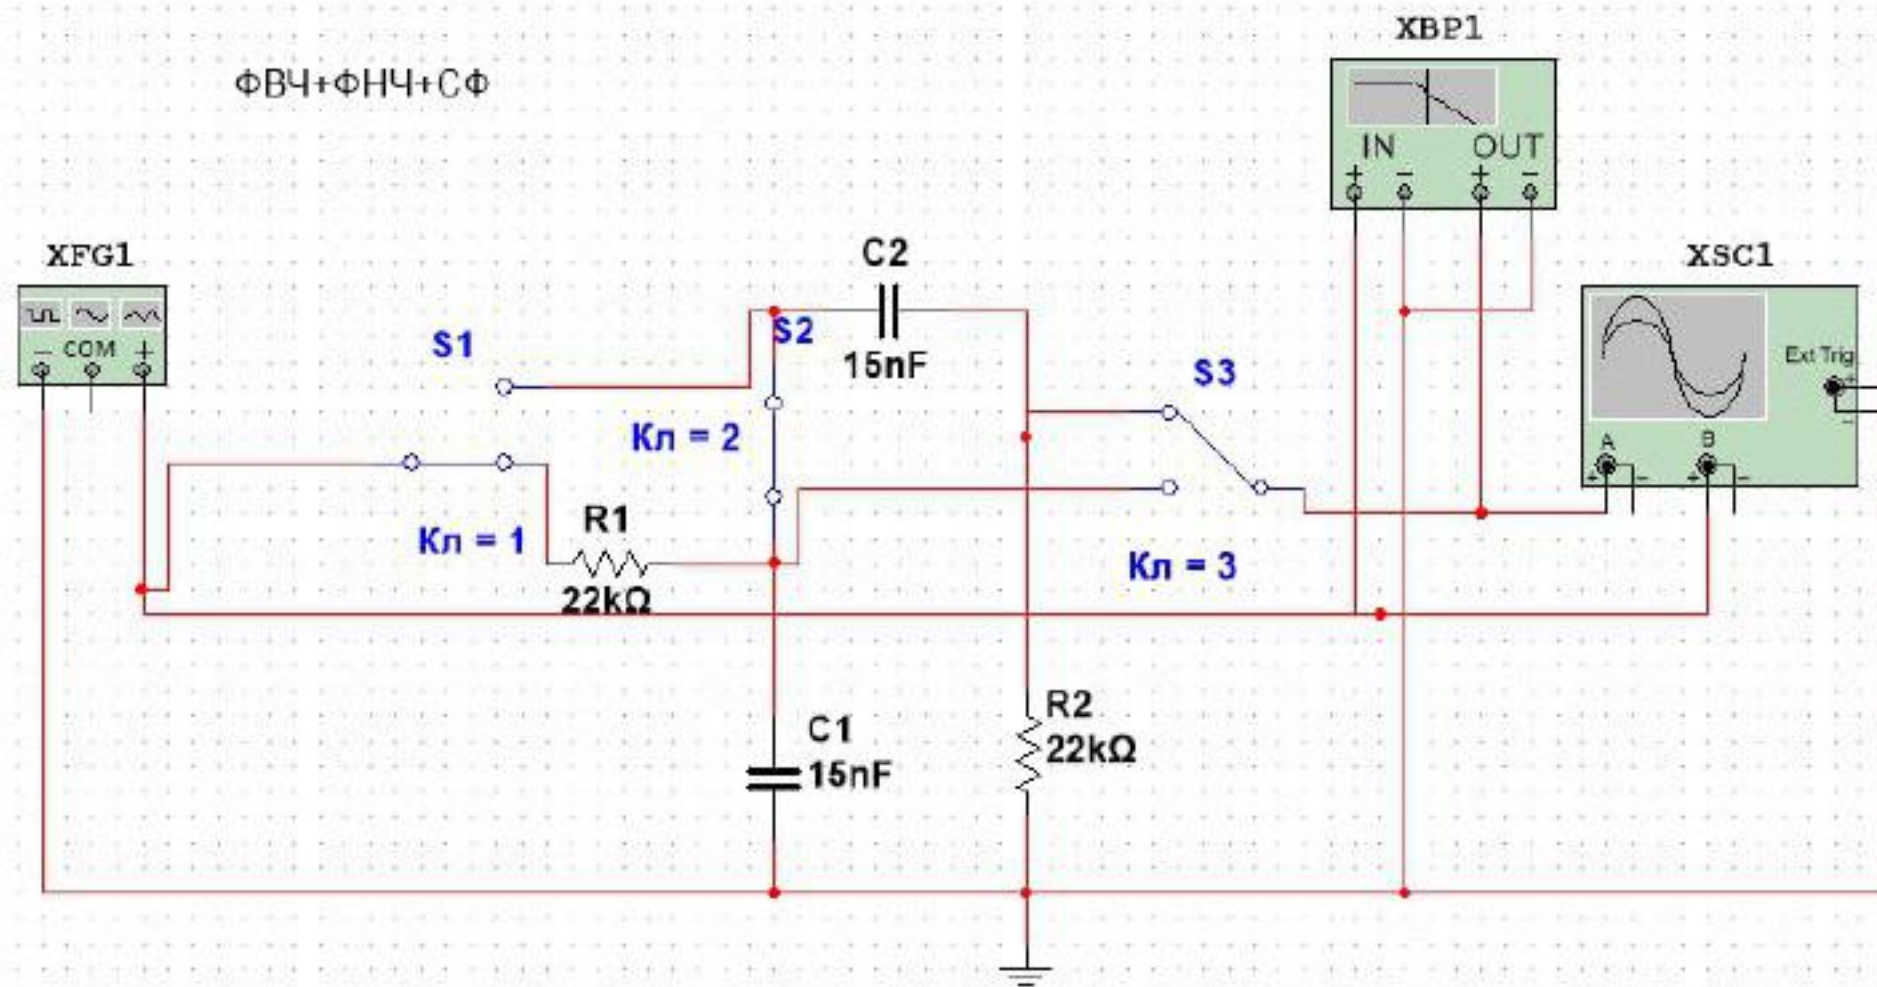 XBP1
ФВЧ+ФНЧ+СФ
IN OUT
+ − + −
XFG1
− COM +
C2
15nF
XSC1
S1
S2
S3
Ext Trig
+
−
Кл = 2
A B
+ − + −
Кл = 1
R1
22kΩ
Кл = 3
R2
22kΩ
C1
15nF